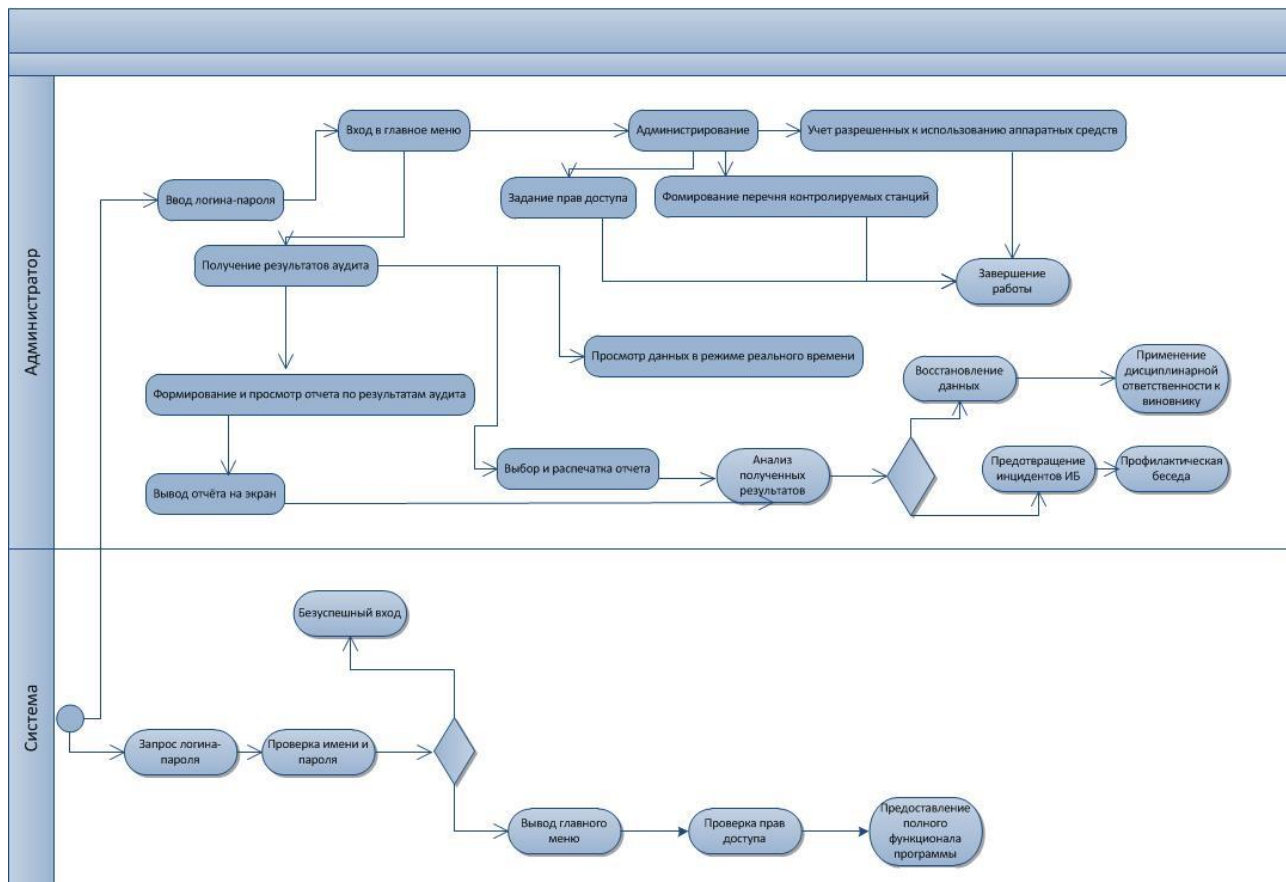 Администратор
Вход в главное меню
Администрирование
Учет разрешенных к использованию аппаратных средств
Ввод логина-пароля
Задание прав доступа
Фомирование перечня контролируемых станций
Получение результатов аудита
Завершение
работы
Просмотр данных в режиме реального времени
Восстановление
данных
Применение
дисциплинарной
ответственности к
виновнику
Формирование и просмотр отчета по результатам аудита
Выбор и распечатка отчета
Анализ
полученных
результатов
Предотвращение
инцидентов ИБ
Профилактическая
беседа
Вывод отчёта на экран
Система
Безуспешный вход
Запрос логина-
пароля
Проверка имени и
пароля
Вывод главного
меню
Проверка прав
доступа
Предоставление
полного
функционала
программы